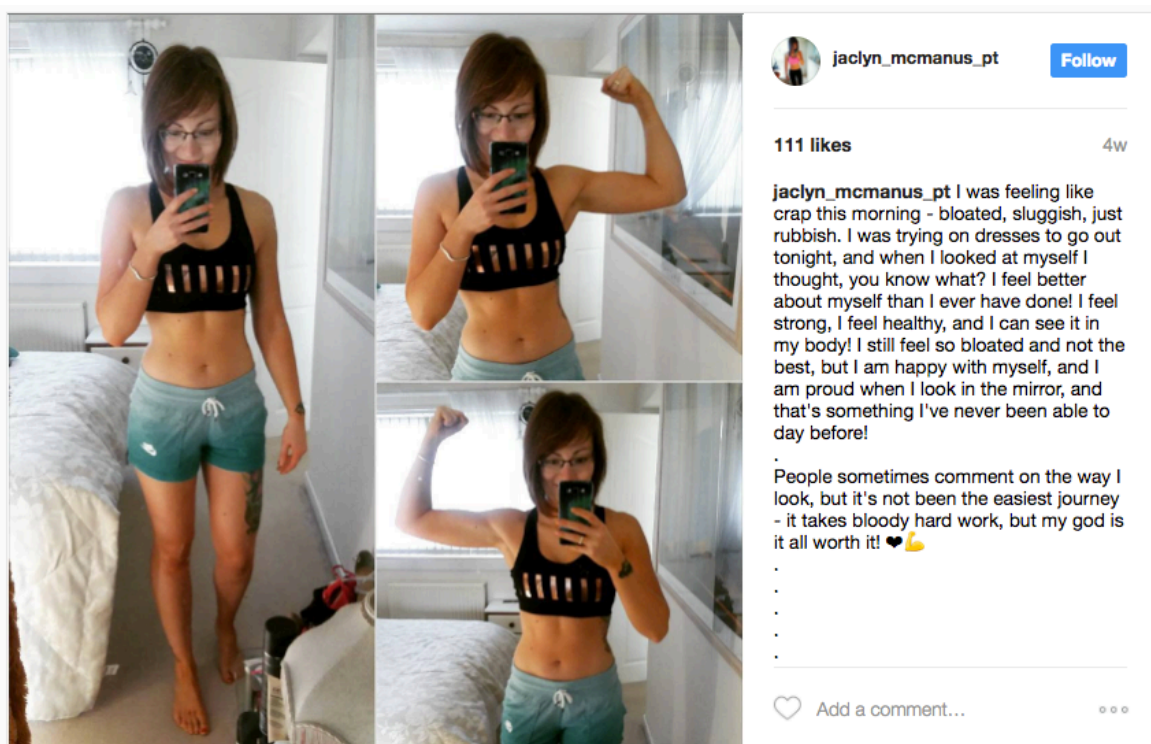 jaclyn_mcmanus_pt
Follow
111 likes
4w
jaclyn_mcmanus_pt I was feeling like
crap this morning - bloated, sluggish, just
rubbish. I was trying on dresses to go out
tonight, and when I looked at myself I
thought, you know what? I feel better
about myself than I ever have done! I feel
strong, I feel healthy, and I can see it in
my body! I still feel so bloated and not the
best, but I am happy with myself, and I
am proud when I look in the mirror, and
that's something I've never been able to
day before!
.
People sometimes comment on the way I
look, but it's not been the easiest journey
- it takes bloody hard work, but my god is
it all worth it! ❤💪
.
.
.
.
.
Add a comment...